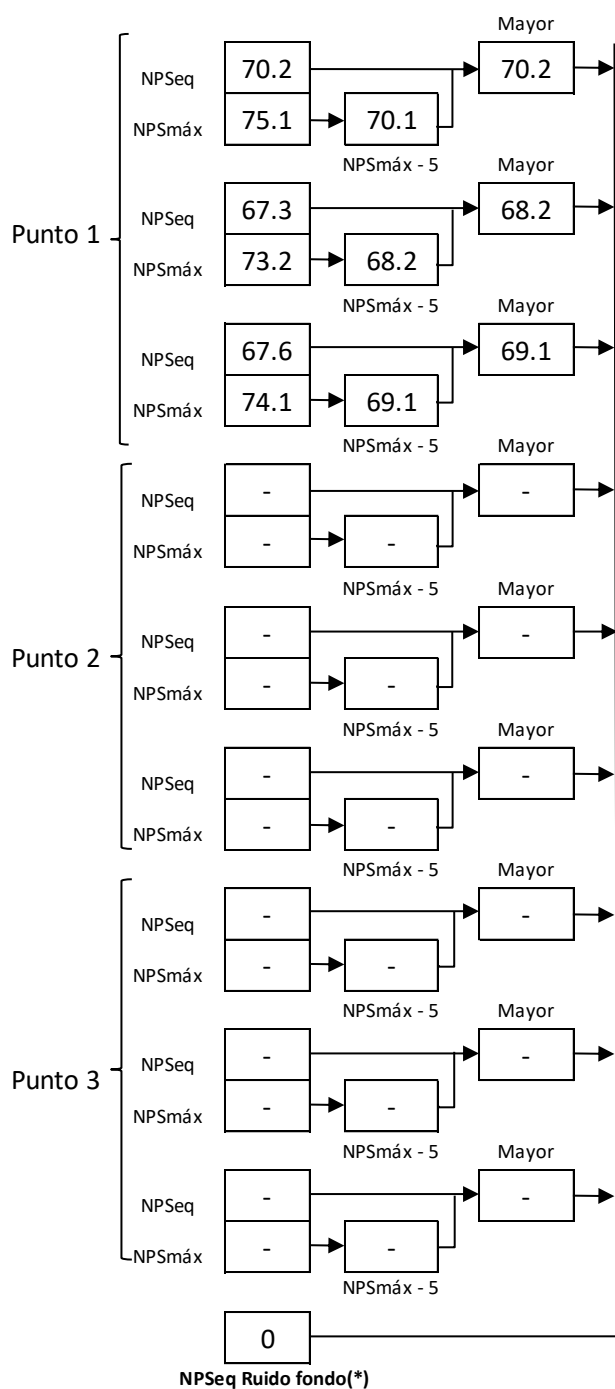 Mayor
NPSeq 70.2 70.2
NPSmáx 75.1 70.1
NPSmáx - 5 Mayor
NPSeq 67.3 68.2
Punto 1
NPSmáx 73.2 68.2
NPSmáx - 5 Mayor
NPSeq 67.6 69.1
NPSmáx 74.1 69.1
NPSmáx - 5 Mayor
NPSeq - -
NPSmáx - -
NPSmáx - 5 Mayor
NPSeq - -
Punto 2
NPSmáx - -
NPSmáx - 5 Mayor
NPSeq - -
NPSmáx - -
NPSmáx - 5 Mayor
NPSeq - -
NPSmáx - -
NPSmáx - 5 Mayor
NPSeq - -
Punto 3
NPSmáx - -
NPSmáx - 5 Mayor
NPSeq - -
NPSmáx - -
NPSmáx - 5
0
NPSeq Ruido fondo(*)